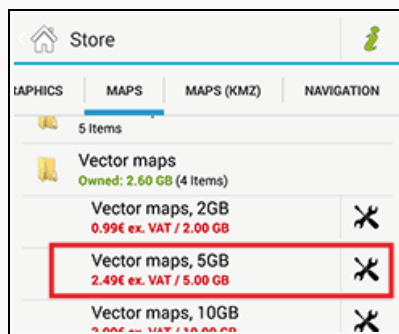 Store
MAPS
MAPS (KMZ)
NAVIGATION
5 Items
Vector maps
Owned: 2.60 GB (4 Items)
Vector maps, 2GB
0.99€ ex. VAT / 2.00 GB
Vector maps, 5GB
2.49€ ex. VAT / 5.00 GB
Vector maps, 10GB